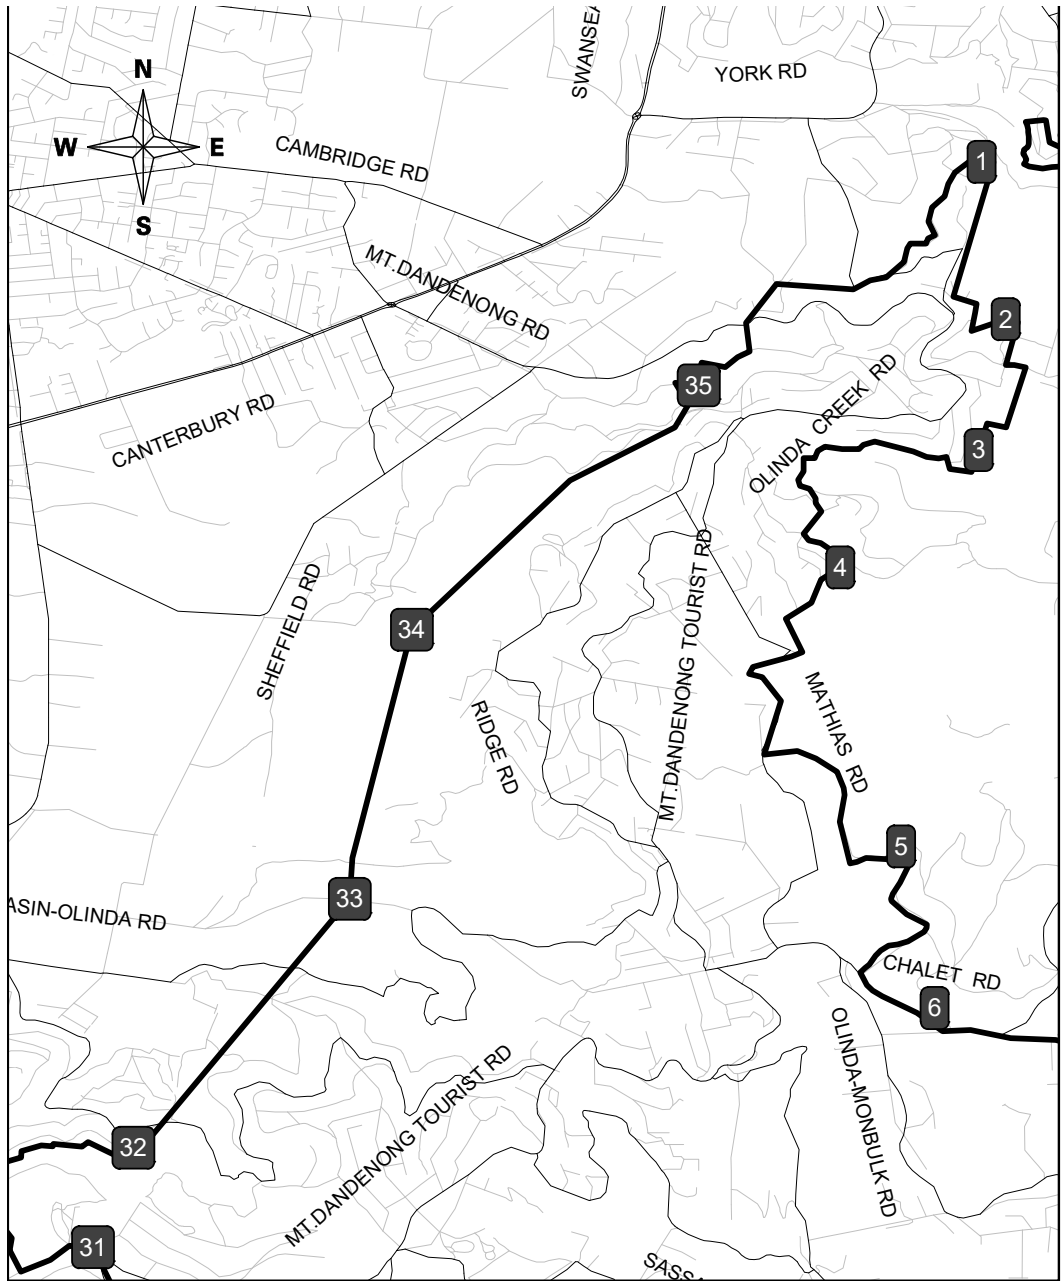 SWANSEA
YORK RD
N
W
E
S
CAMBRIDGE RD
1
MT.DANDENONG RD
2
35
OLINDA CREEK RD
CANTERBURY RD
3
4
SHEFFIELD RD
34
MT.DANDENONG TOURIST RD
MATHIAS RD
RIDGE RD
5
33
ASIN-OLINDA RD
CHALET RD
6
OLINDA-MONBULK RD
MT.DANDENONG TOURIST RD
32
31
SASSA